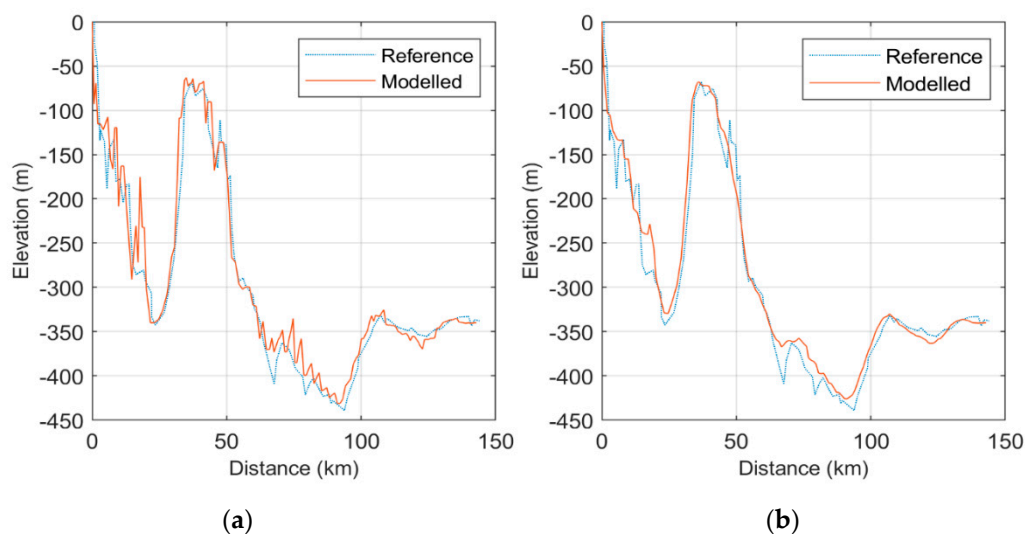 0
-50
-100
-150
-200
-250
-300
-350
-400
-450
Elevation (m)
Reference
Modelled
0 50 100 150
Distance (km)
(a)
0
-50
-100
-150
-200
-250
-300
-350
-400
-450
Elevation (m)
Reference
Modelled
0 50 100 150
Distance (km)
(b)